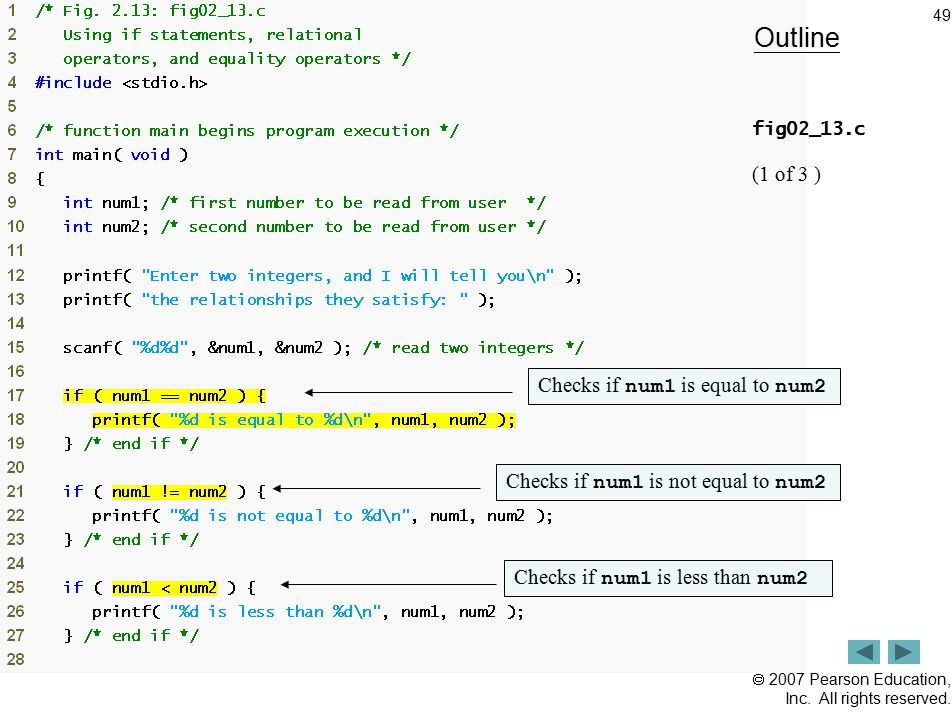 1 /* Fig. 2.13: fig02_13.c
2 Using if statements, relational
3 operators, and equality operators */
4 #include <stdio.h>
5
6 /* function main begins program execution */
7 int main( void )
8 {
9 int num1; /* first number to be read from user */
10 int num2; /* second number to be read from user */
11
12 printf( "Enter two integers, and I will tell you\n" );
13 printf( "the relationships they satisfy: " );
14
15 scanf( "%d%d", &num1, &num2 ); /* read two integers */
16
17 if ( num1 == num2 ) {
18 printf( "%d is equal to %d\n", num1, num2 );
19 } /* end if */
20
21 if ( num1 != num2 ) {
22 printf( "%d is not equal to %d\n", num1, num2 );
23 } /* end if */
24
25 if ( num1 < num2 ) {
26 printf( "%d is less than %d\n", num1, num2 );
27 } /* end if */
28
Checks if num1 is equal to num2
Checks if num1 is not equal to num2
Checks if num1 is less than num2
49
Outline
fig02_13.c
(1 of 3 )
© 2007 Pearson Education,
Inc. All rights reserved.